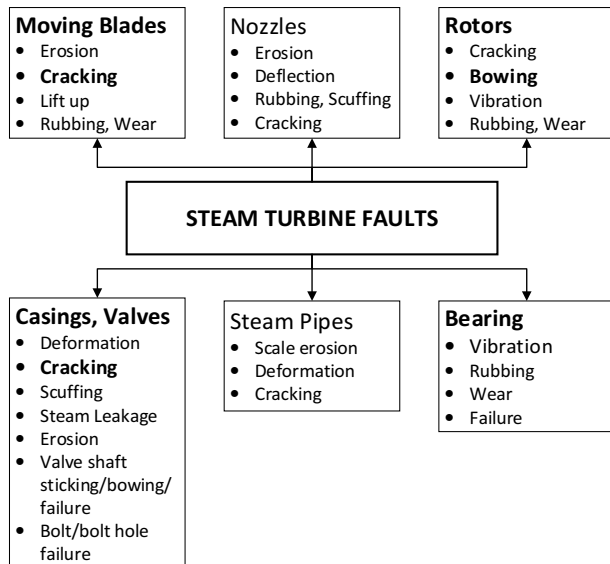 Moving Blades
• Erosion
• Cracking
• Lift up
• Rubbing, Wear
Nozzles
• Erosion
• Deflection
• Rubbing, Scuffing
• Cracking
Rotors
• Cracking
• Bowing
• Vibration
• Rubbing, Wear
STEAM TURBINE FAULTS
Casings, Valves
• Deformation
• Cracking
• Scuffing
• Steam Leakage
• Erosion
• Valve shaft
sticking/bowing/
failure
• Bolt/bolt hole
failure
Steam Pipes
• Scale erosion
• Deformation
• Cracking
Bearing
• Vibration
• Rubbing
• Wear
• Failure